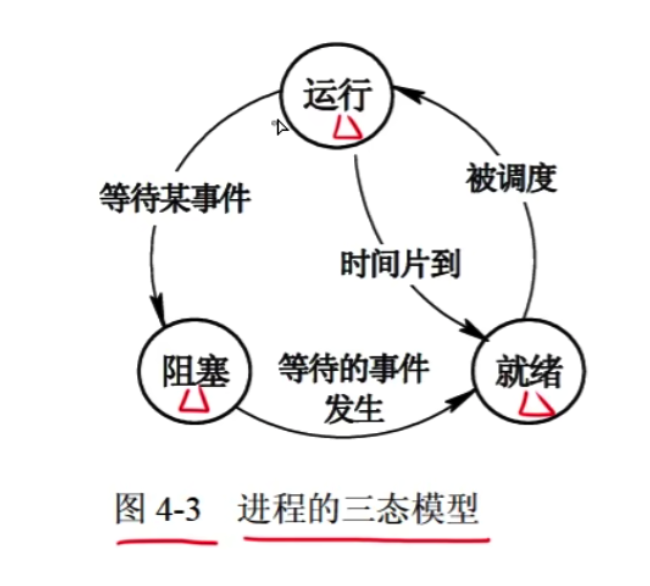 运行
被调度
等待某事件
时间片到
等待的事件
发生
阻塞
就绪
图 4-3 进程的三态模型